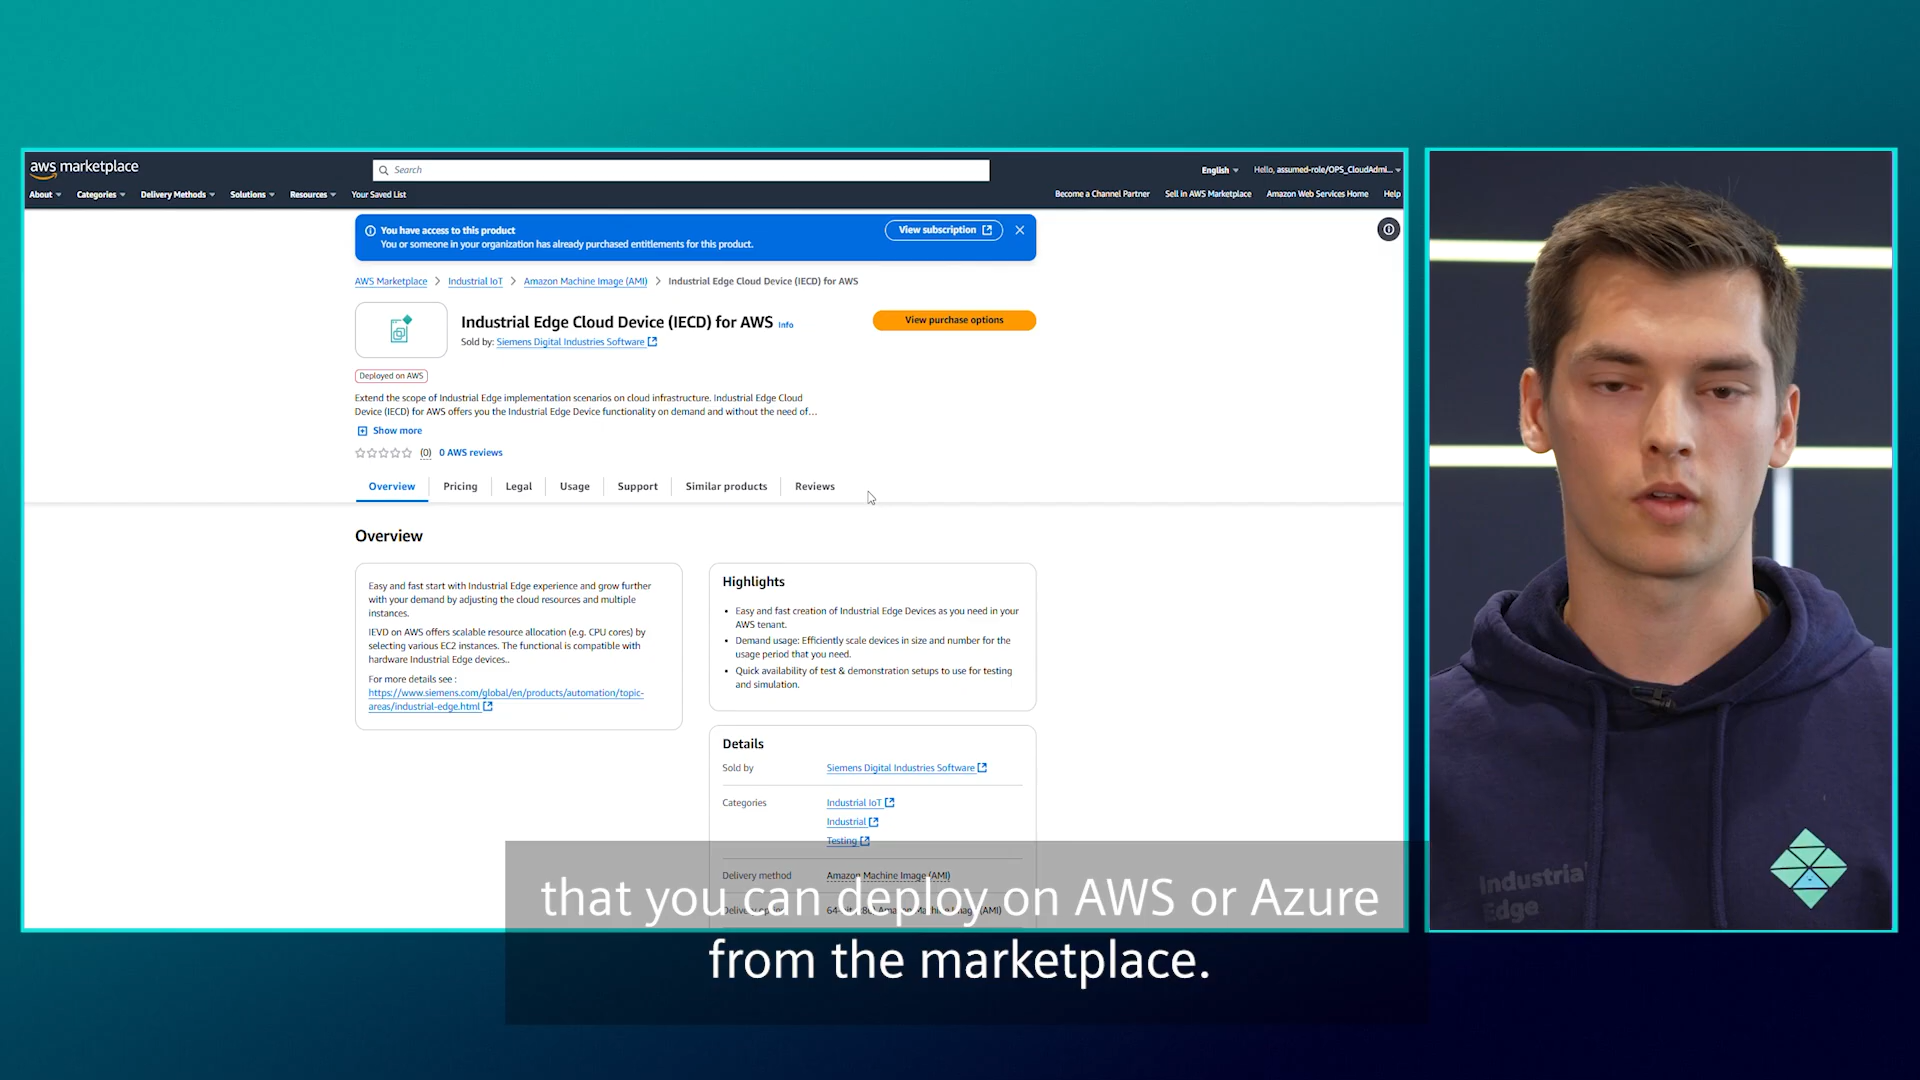 aws marketplace
Search
English
Hello, assumed-role/OPS_CloudAdmi...
About
Categories
Delivery Methods
Solutions
Resources
Your Saved List
Become a Channel Partner
Sell in AWS Marketplace
Amazon Web Services Home
Help
You have access to this product
You or someone in your organization has already purchased entitlements for this product.
View subscription
AWS Marketplace > Industrial IoT > Amazon Machine Image (AMI) > Industrial Edge Cloud Device (IECD) for AWS
Industrial Edge Cloud Device (IECD) for AWS Info
View purchase options
Sold by: Siemens Digital Industries Software
Deployed on AWS
Extend the scope of Industrial Edge implementation scenarios on cloud infrastructure. Industrial Edge Cloud
Device (IECD) for AWS offers you the Industrial Edge Device functionality on demand and without the need of...
Show more
(0) 0 AWS reviews
Overview
Pricing
Legal
Usage
Support
Similar products
Reviews
Overview
Easy and fast start with Industrial Edge experience and grow further
with your demand by adjusting the cloud resources and multiple
instances.
IEVD on AWS offers scalable resource allocation (e.g. CPU cores) by
selecting various EC2 instances. The functional is compatible with
hardware Industrial Edge devices..
For more details see :
https://www.siemens.com/global/en/products/automation/topic-
areas/industrial-edge.html
Highlights
• Easy and fast creation of Industrial Edge Devices as you need in your
AWS tenant.
• Demand usage: Efficiently scale devices in size and number for the
usage period that you need.
• Quick availability of test & demonstration setups to use for testing
and simulation.
Details
Sold by
Siemens Digital Industries Software
Categories
Industrial IoT
Industrial
Testing
Delivery method
Amazon Machine Image (AMI)
Delivery option
64-bit (x86) Amazon Machine Image (AMI)
that you can deploy on AWS or Azure
from the marketplace.
Industrial
Edge